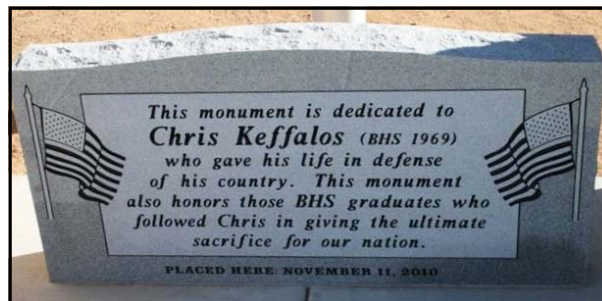 This monument is dedicated to
Chris Keffalos (BHS 1969)
who gave his life in defense
of his country. This monument
also honors those BHS graduates who
followed Chris in giving the ultimate
sacrifice for our nation.
PLACED HERE: NOVEMBER 11, 2010